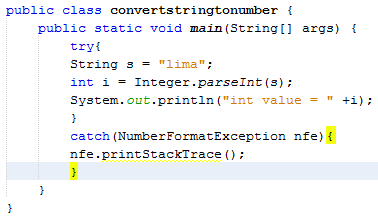 public class convertstringtonumber {
public static void main(String[] args) {
try{
String s = "lima";
int i = Integer.parseInt(s);
System.out.println("int value = " +i);
}
catch(NumberFormatException nfe){
nfe.printStackTrace();
}
}
}